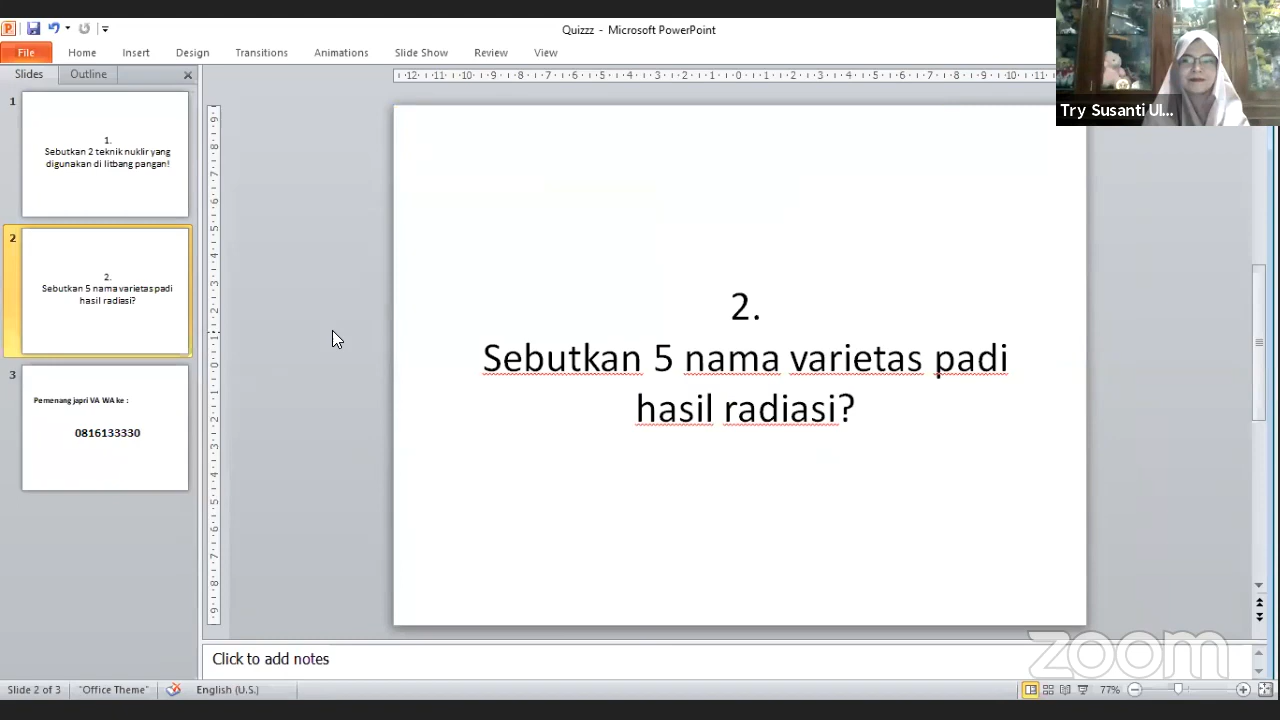 Quizzz - Microsoft PowerPoint
File Home Insert Design Transitions Animations Slide Show Review View
Slides Outline
1
1.
Sebutkan 2 teknik nuklir yang
digunakan di litbang pangan!
2
2.
Sebutkan 5 nama varietas padi
hasil radiasi?
3
Pemenang japri VA WA ke :
0816133330
2.
Sebutkan 5 nama varietas padi
hasil radiasi?
Try Susanti Ul...
Click to add notes
zoom
Slide 2 of 3 "Office Theme" English (U.S.) 77%